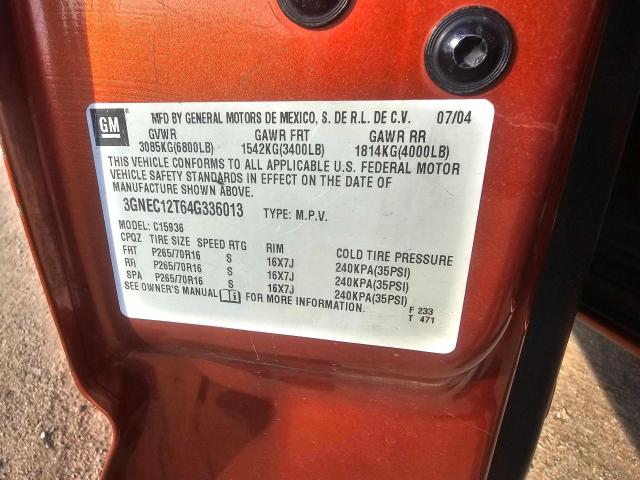 GM MFD BY GENERAL MOTORS DE MEXICO, S. DE R.L. DE C.V. 07/04
GVWR GAWR FRT GAWR RR
3085KG(6800LB) 1542KG(3400LB) 1814KG(4000LB)
THIS VEHICLE CONFORMS TO ALL APPLICABLE U.S. FEDERAL MOTOR
VEHICLE SAFETY STANDARDS IN EFFECT ON THE DATE OF
MANUFACTURE SHOWN ABOVE.
3GNEC12T64G336013 TYPE: M.P.V.
MODEL: C15936
CPQZ TIRE SIZE SPEED RTG RIM COLD TIRE PRESSURE
FRT P265/70R16 S 16X7J 240KPA(35PSI)
RR P265/70R16 S 16X7J 240KPA(35PSI)
SPA P265/70R16 S 16X7J 240KPA(35PSI)
SEE OWNER'S MANUAL FOR MORE INFORMATION. F 233
T 471